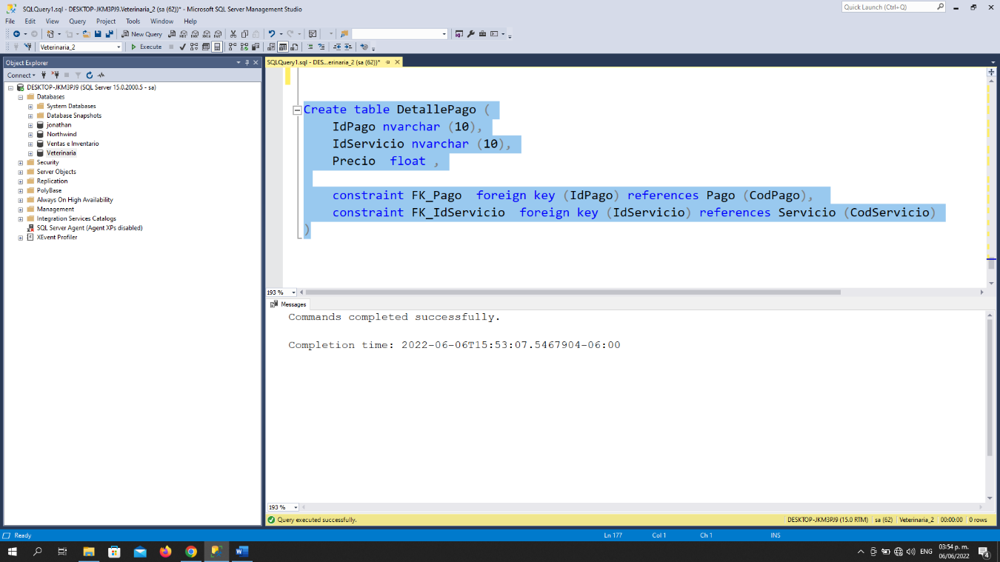 SQLQuery1.sql - DESKTOP-JKM3PJ9.Veterinaria_2 (sa (62))* - Microsoft SQL Server Management Studio
Quick Launch (Ctrl+Q)
File Edit View Query Project Tools Window Help
New Query
Veterinaria_2
Execute
Object Explorer
Connect
DESKTOP-JKM3PJ9 (SQL Server 15.0.2000.5 - sa)
Databases
System Databases
Database Snapshots
jonathan
Northwind
Ventas e Inventario
Veterinaria
Security
Server Objects
Replication
PolyBase
Always On High Availability
Management
Integration Services Catalogs
SQL Server Agent (Agent XPs disabled)
XEvent Profiler
SQLQuery1.sql - DES...erinaria_2 (sa (62))*
Create table DetallePago (
IdPago nvarchar (10),
IdServicio nvarchar (10),
Precio float ,
constraint FK_Pago foreign key (IdPago) references Pago (CodPago),
constraint FK_IdServicio foreign key (IdServicio) references Servicio (CodServicio)
)
193 %
Messages
Commands completed successfully.
Completion time: 2022-06-06T15:53:07.5467904-06:00
193 %
Query executed successfully.
DESKTOP-JKM3PJ9 (15.0 RTM) sa (62) Veterinaria_2 00:00:00 0 rows
Ready
Ln 177 Col 1 Ch 1 INS
ENG
03:54 p. m.
06/06/2022
4